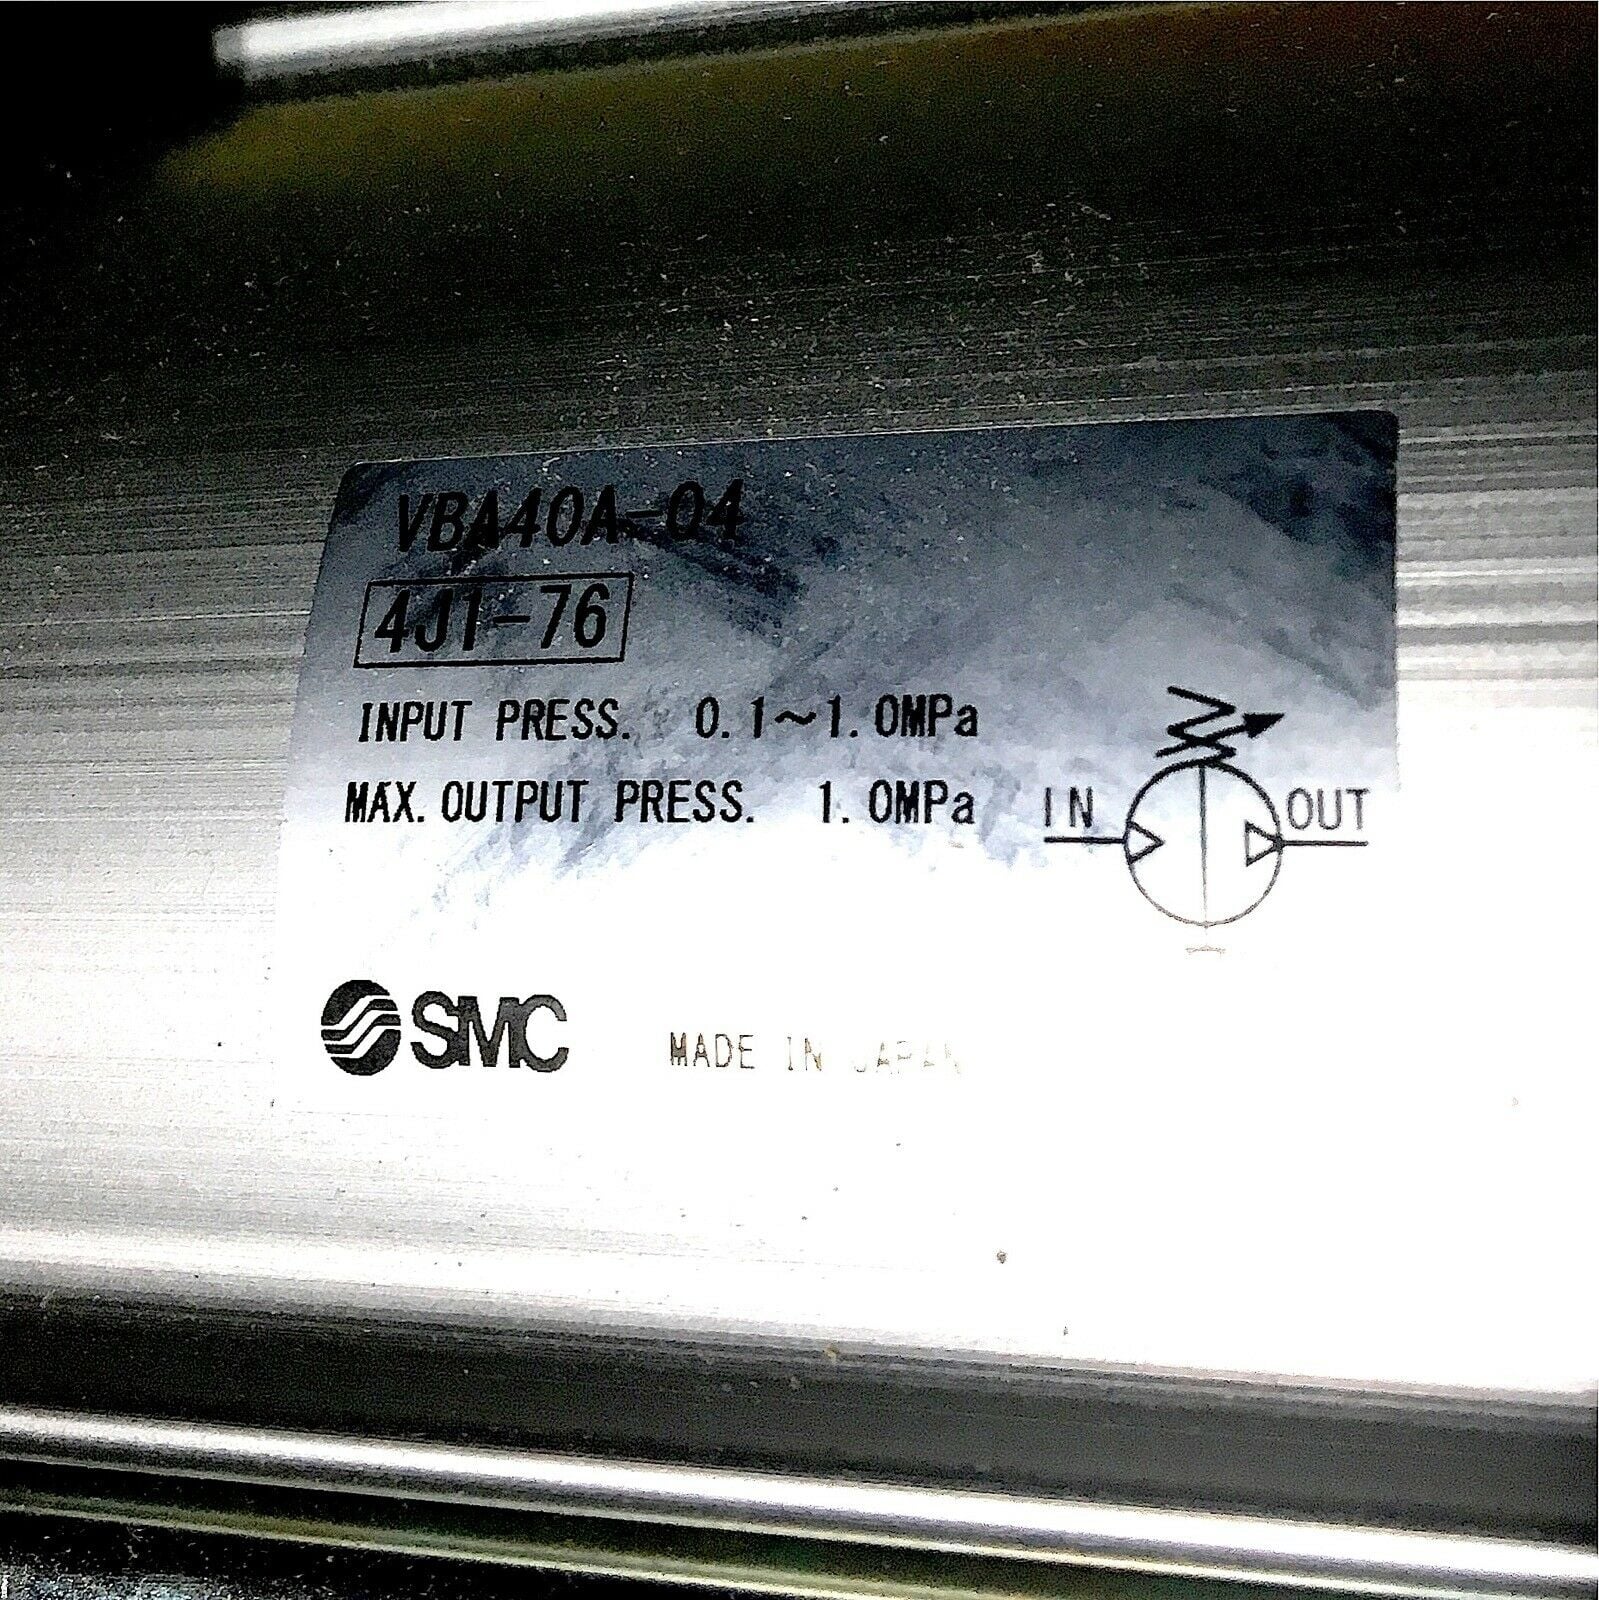 VBA40A-04
4J1-76
INPUT PRESS. 0.1~1.0MPa
MAX. OUTPUT PRESS. 1.0MPa
IN OUT
SMC
MADE IN JAPAN